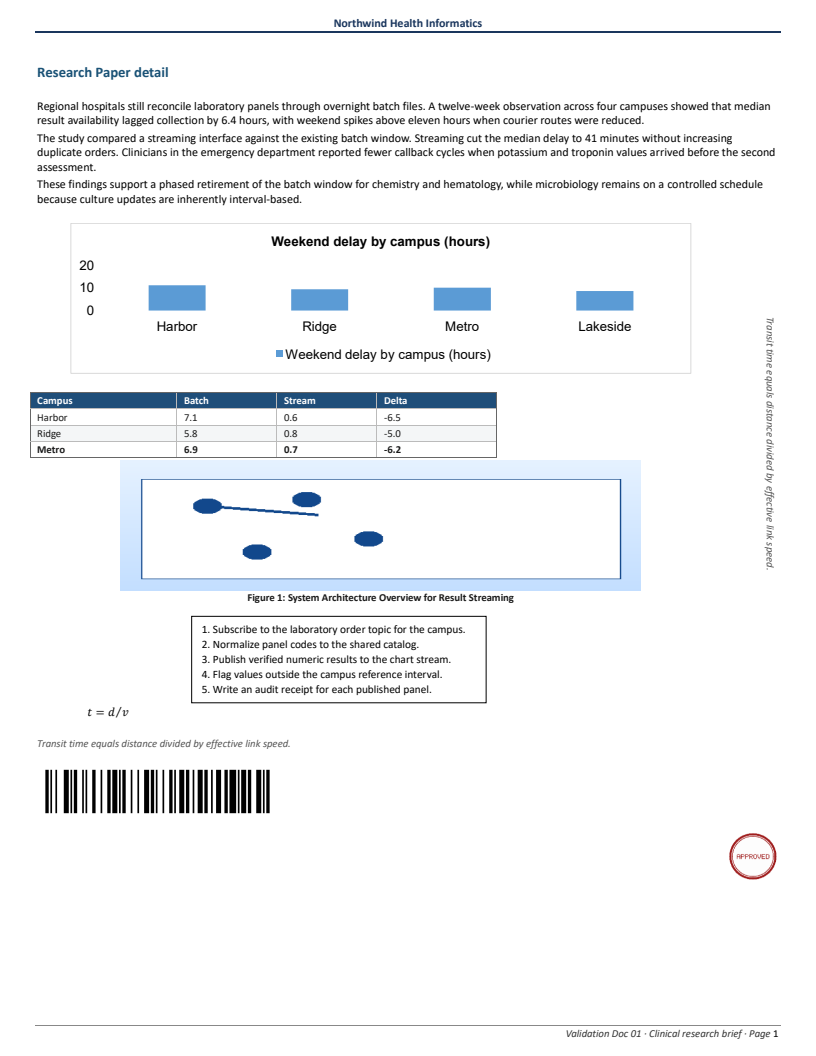 Northwind Health Informatics
Research Paper detail
Regional hospitals still reconcile laboratory panels through overnight batch files. A twelve-week observation across four campuses showed that median
result availability lagged collection by 6.4 hours, with weekend spikes above eleven hours when courier routes were reduced.
The study compared a streaming interface against the existing batch window. Streaming cut the median delay to 41 minutes without increasing
duplicate orders. Clinicians in the emergency department reported fewer callback cycles when potassium and troponin values arrived before the second
assessment.
These findings support a phased retirement of the batch window for chemistry and hematology, while microbiology remains on a controlled schedule
because culture updates are inherently interval-based.
Weekend delay by campus (hours)
20
10
0
Harbor Ridge Metro Lakeside
Weekend delay by campus (hours)
Transit time equals distance divided by effective link speed.
Campus Batch Stream Delta
Harbor 7.1 0.6 -6.5
Ridge 5.8 0.8 -5.0
Metro 6.9 0.7 -6.2
Figure 1: System Architecture Overview for Result Streaming
1. Subscribe to the laboratory order topic for the campus.
2. Normalize panel codes to the shared catalog.
3. Publish verified numeric results to the chart stream.
4. Flag values outside the campus reference interval.
5. Write an audit receipt for each published panel.
t = d/v
Transit time equals distance divided by effective link speed.
APPROVED
Validation Doc 01 · Clinical research brief · Page 1